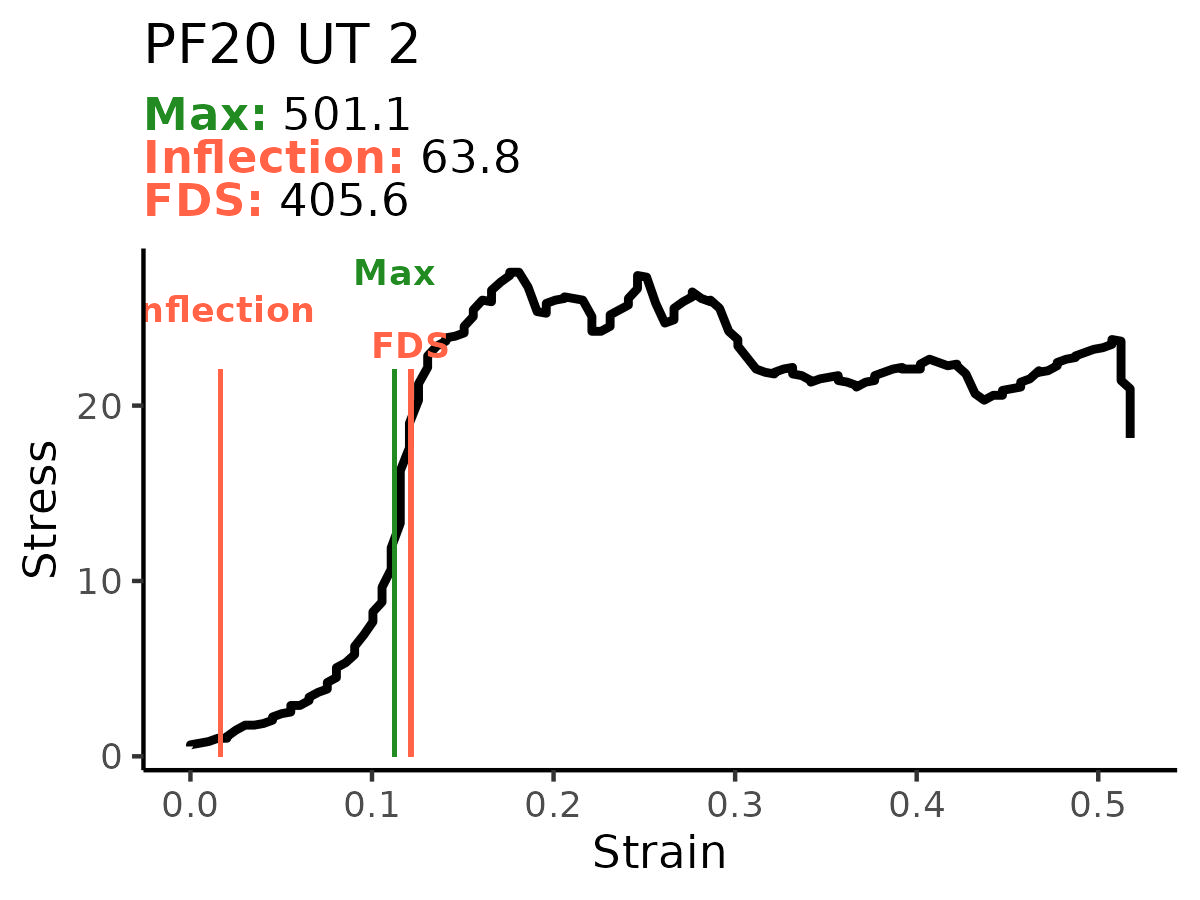 PF20 UT 2
Max: 501.1
Inflection: 63.8
FDS: 405.6
Max
nflection
FDS
Stress
20
10
0
0.0 0.1 0.2 0.3 0.4 0.5
Strain